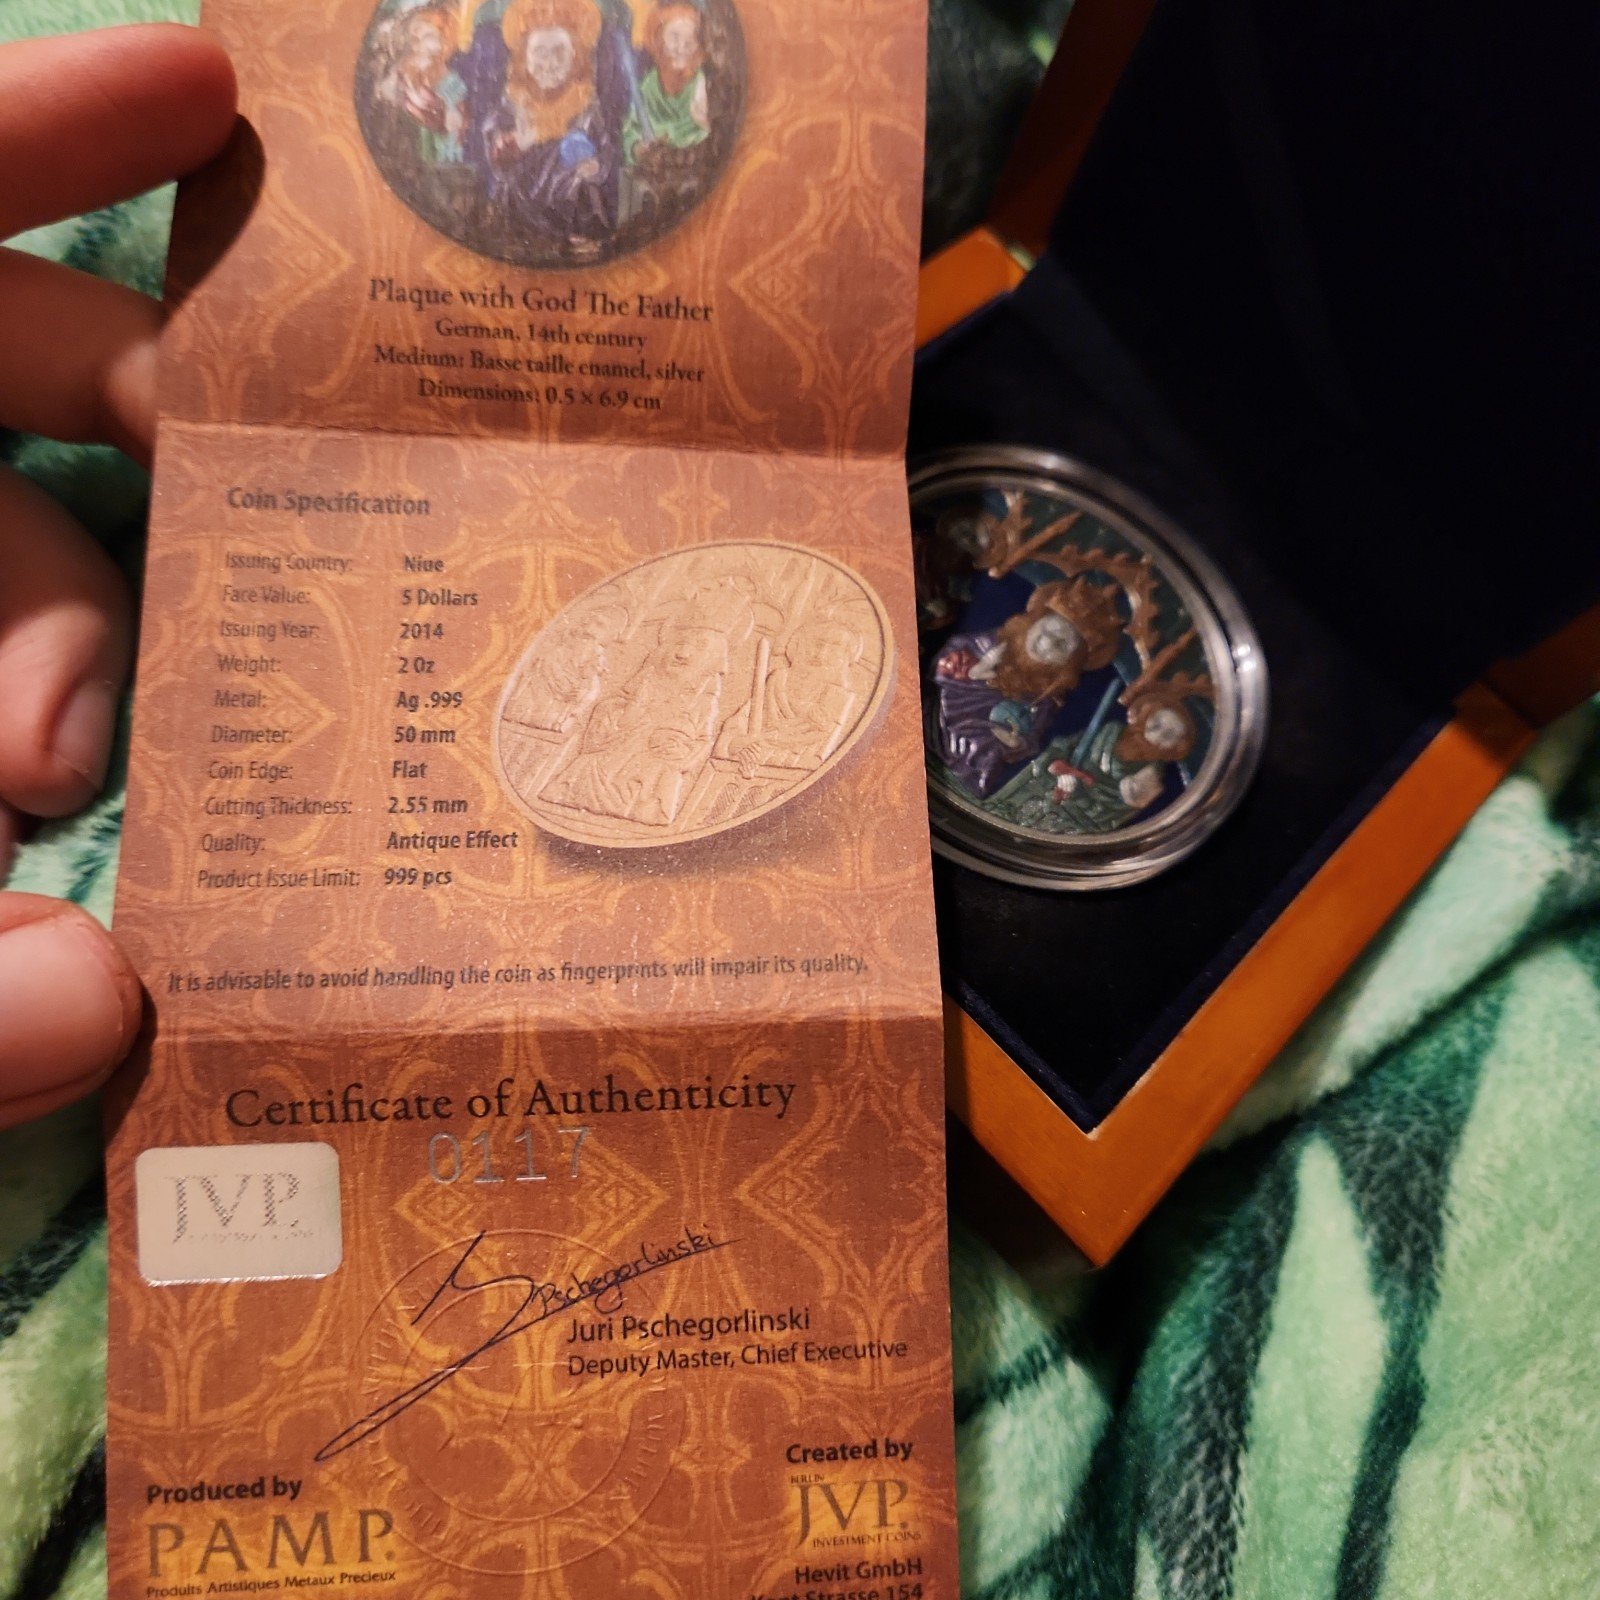 Plaque with God The Father
German, 14th century
Medium: Basse taille enamel, silver
Dimensions: 0.5 × 6.9 cm
Coin Specification
Issuing Country: Niue
Face Value: 5 Dollars
Issuing Year: 2014
Weight: 2 Oz
Metal: Ag .999
Diameter: 50 mm
Coin Edge: Flat
Cutting Thickness: 2.55 mm
Quality: Antique Effect
Product Issue Limit: 999 pcs
It is advisable to avoid handling the coin as fingerprints will impair its quality.
Certificate of Authenticity
0117
JVP
Pschegorlinski
Juri Pschegorlinski
Deputy Master, Chief Executive
Produced by
PAMP.
Produits Artistiques Metaux Precieux
Created by
BERLIN
JVP.
INVESTMENT COINS
Hevit GmbH
Kant Strasse 154